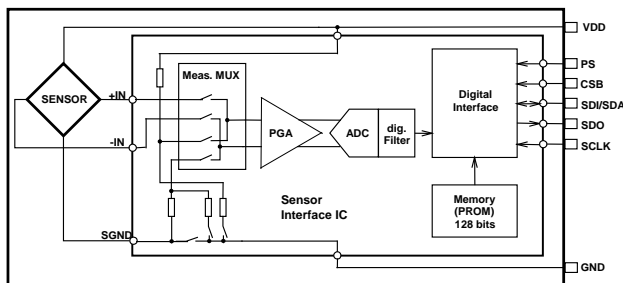 VDD
Meas. MUX
PS
SENSOR
+IN
Digital
Interface
CSB
SDI/SDA
-IN
PGA
ADC
dig.
Filter
SDO
SCLK
Sensor
Interface IC
Memory
(PROM)
128 bits
SGND
GND